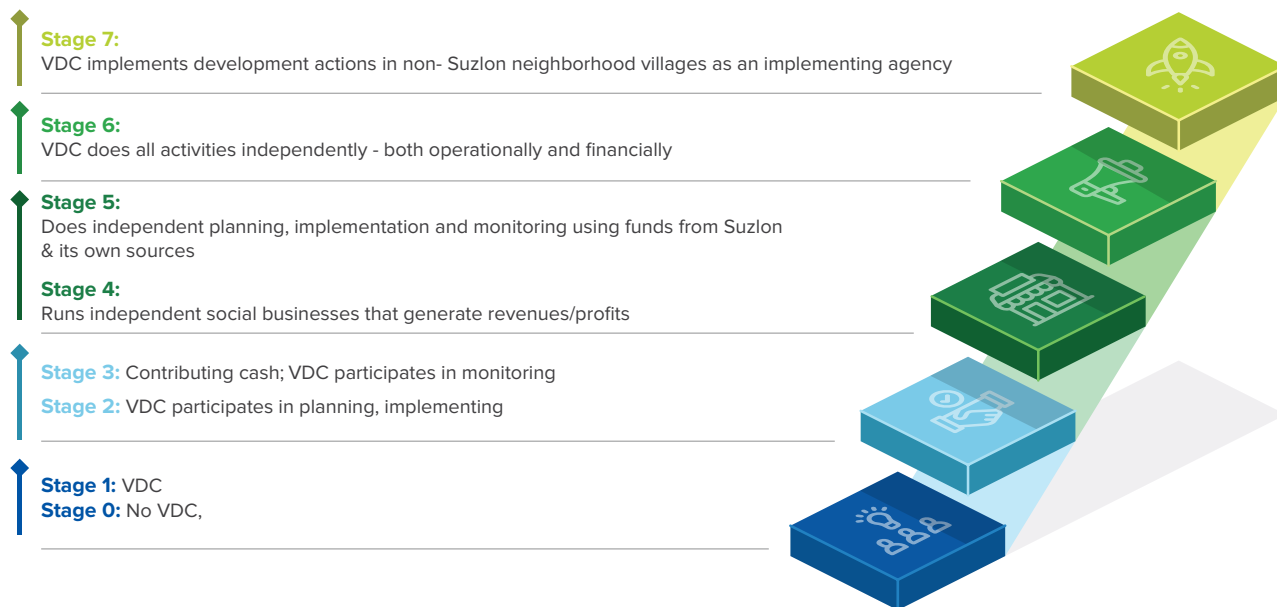 Stage 7:
VDC implements development actions in non- Suzlon neighborhood villages as an implementing agency
Stage 6:
VDC does all activities independently - both operationally and financially
Stage 5:
Does independent planning, implementation and monitoring using funds from Suzlon
& its own sources
Stage 4:
Runs independent social businesses that generate revenues/profits
Stage 3: Contributing cash; VDC participates in monitoring
Stage 2: VDC participates in planning, implementing
Stage 1: VDC
Stage 0: No VDC,